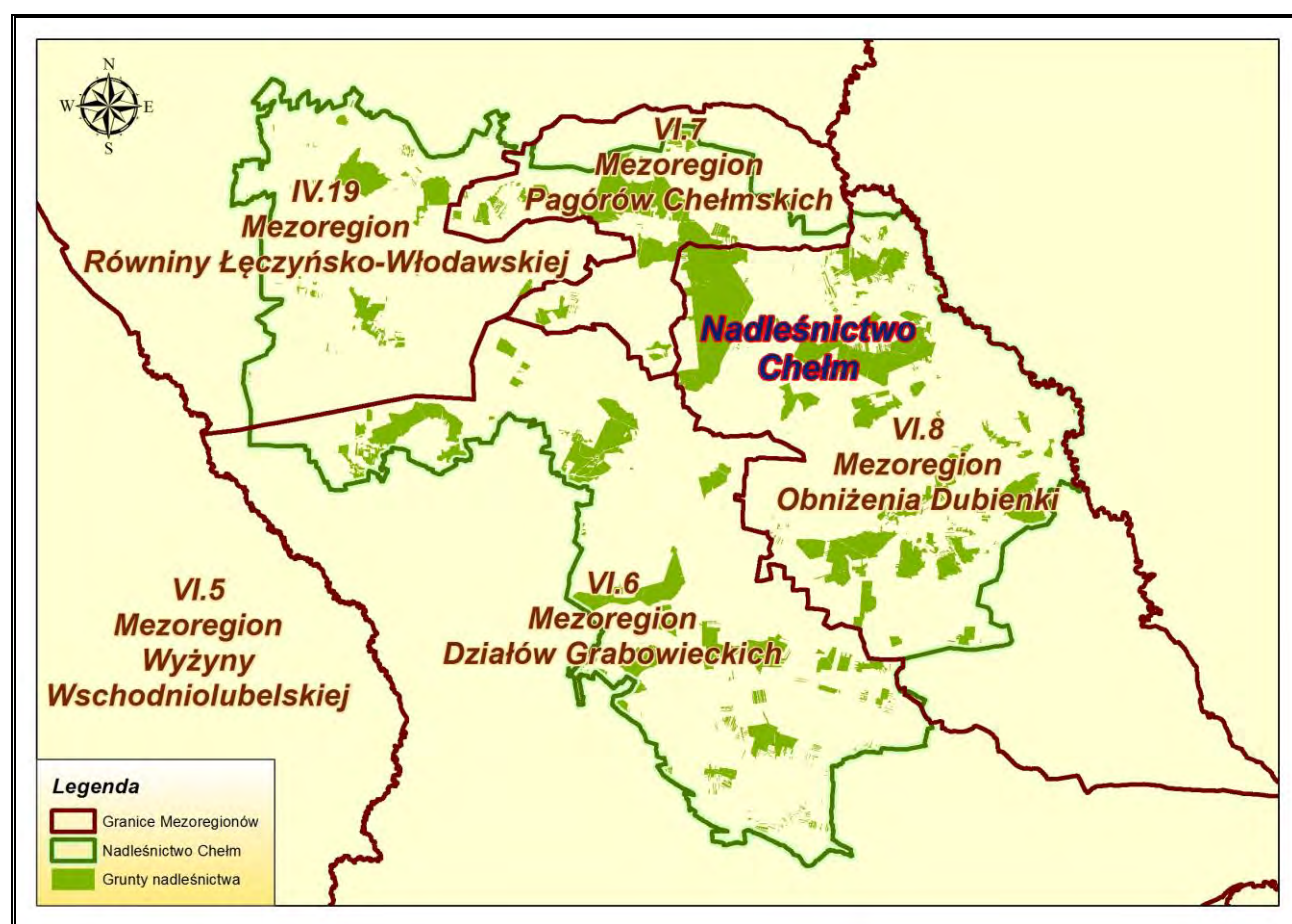 N
W E
S
VI.7
Mezoregion
Pagórów Chełmskich
IV.19
Mezoregion
Równiny Łęczyńsko-Włodawskiej
Nadleśnictwo
Chełm
VI.8
Mezoregion
Obniżenia Dubienki
VI.6
Mezoregion
Działów Grabowieckich
VI.5
Mezoregion
Wyżyny
Wschodniolubelskiej
Legenda
Granice Mezoregionów
Nadleśnictwo Chełm
Grunty nadleśnictwa